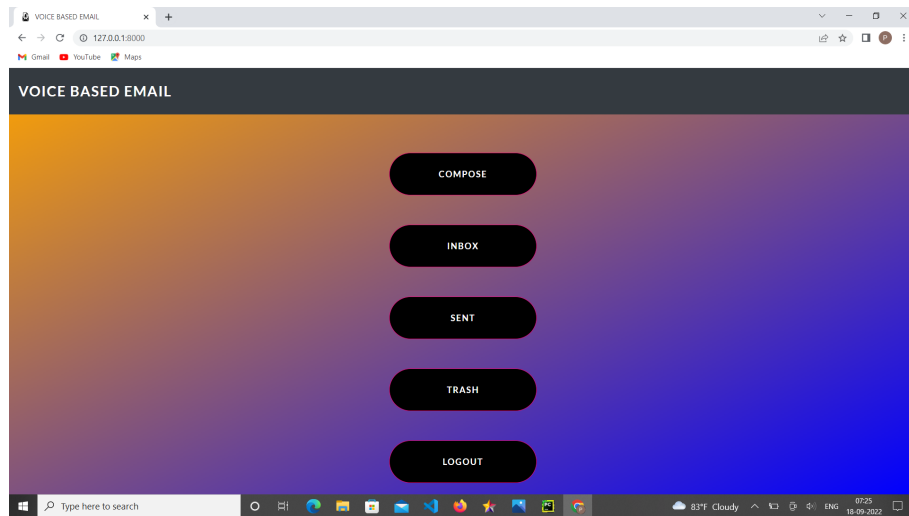 VOICE BASED EMAIL
127.0.0.1:8000
P
Gmail YouTube Maps
VOICE BASED EMAIL
COMPOSE
INBOX
SENT
TRASH
LOGOUT
Type here to search
83°F Cloudy
ENG
07:25
18-09-2022